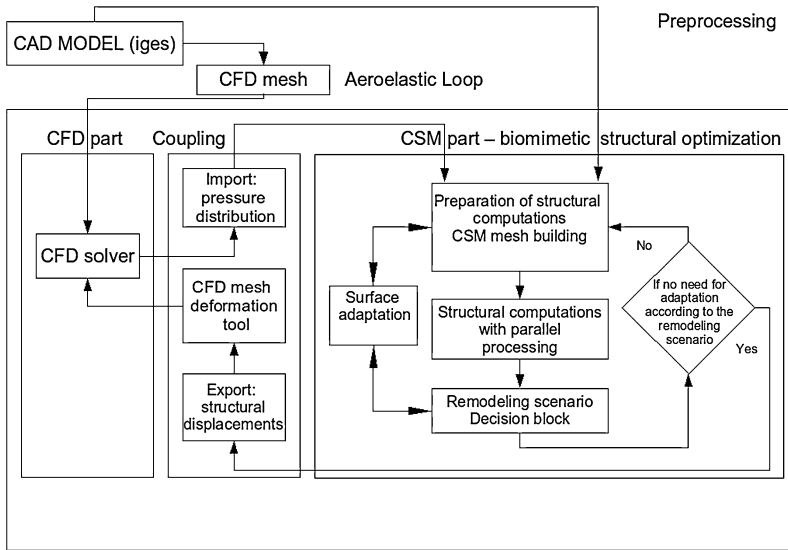 Preprocessing
CAD MODEL (iges)
CFD mesh
Aeroelastic Loop
CFD part
Coupling
CSM part – biomimetic structural optimization
Import:
pressure
distribution
CFD solver
CFD mesh
deformation
tool
Export:
structural
displacements
Preparation of structural
computations
CSM mesh building
Surface
adaptation
Structural computations
with parallel
processing
Remodeling scenario
Decision block
No
If no need for
adaptation
according to the
remodeling
scenario
Yes